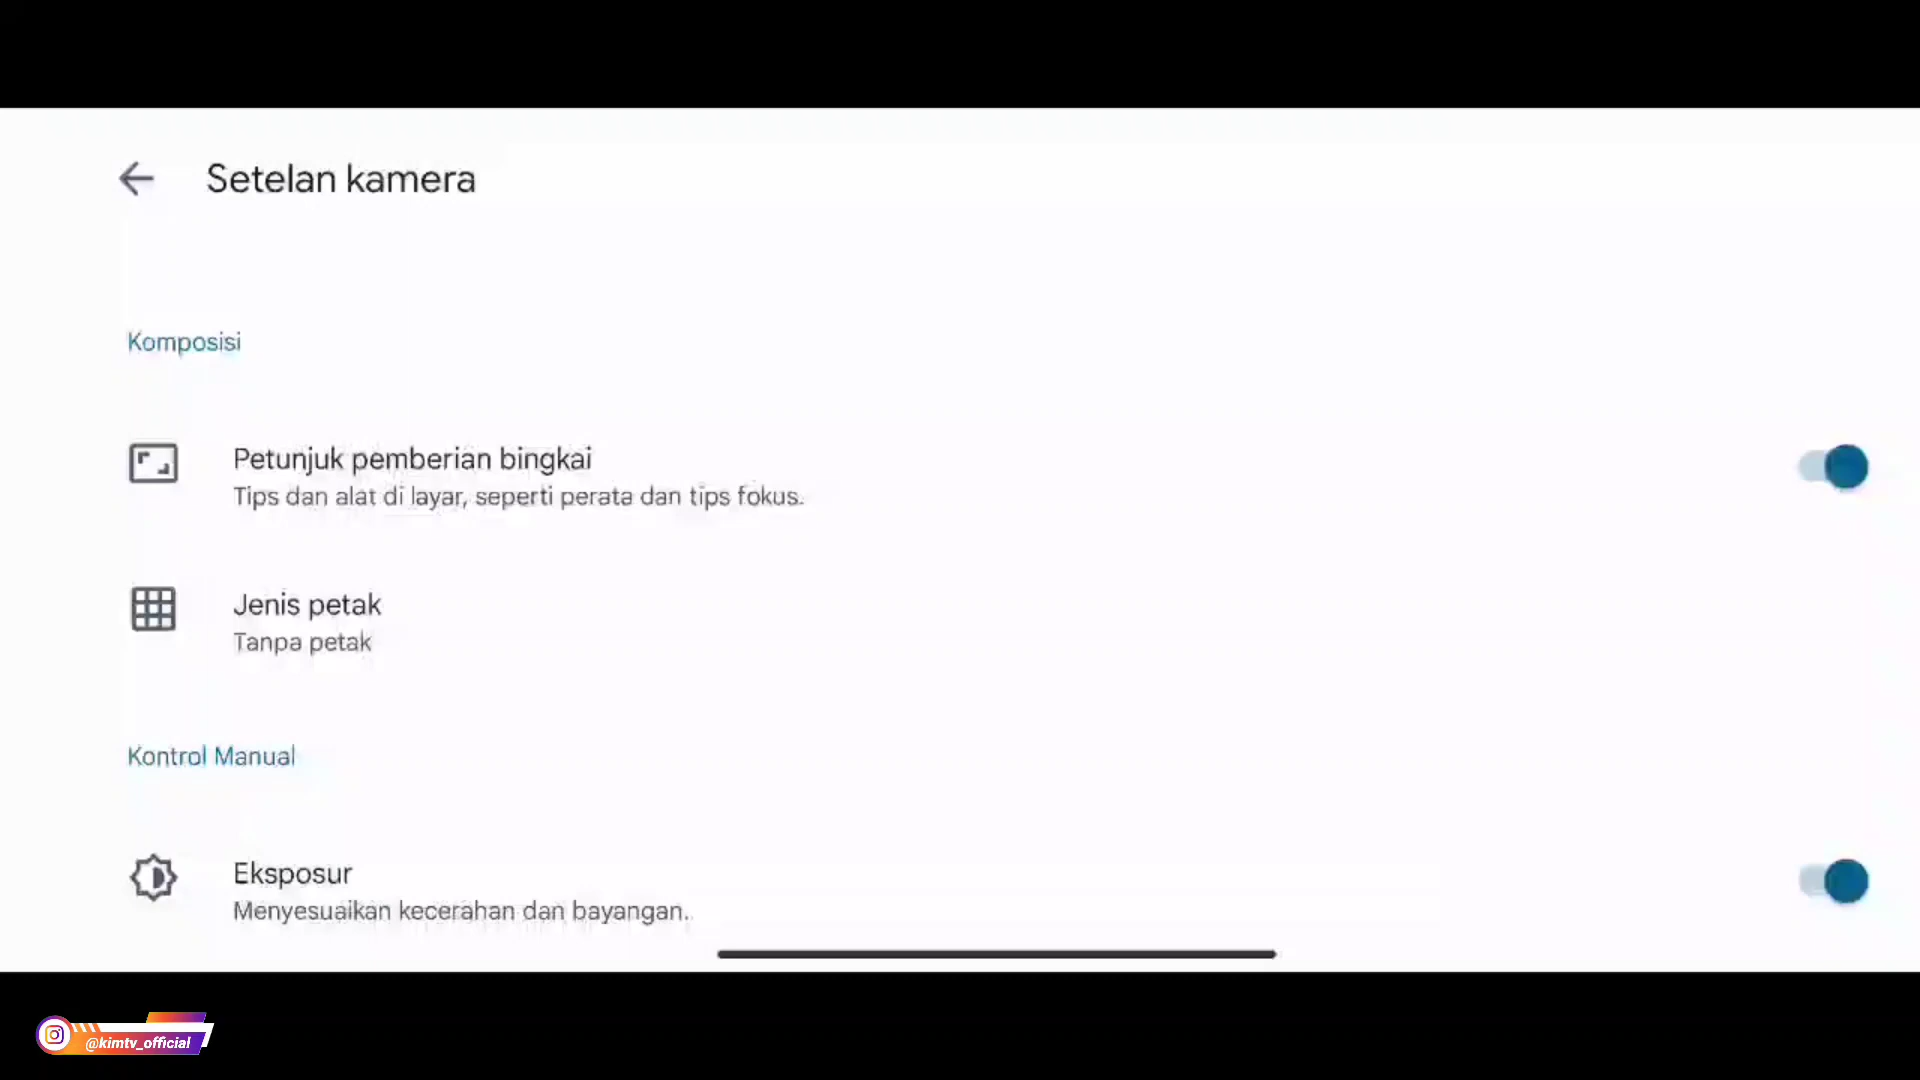 Setelan kamera
Komposisi
Petunjuk pemberian bingkai
Tips dan alat di layar, seperti perata dan tips fokus.
Jenis petak
Tanpa petak
Kontrol Manual
Eksposur
Menyesuaikan kecerahan dan bayangan.
@kimtv_official